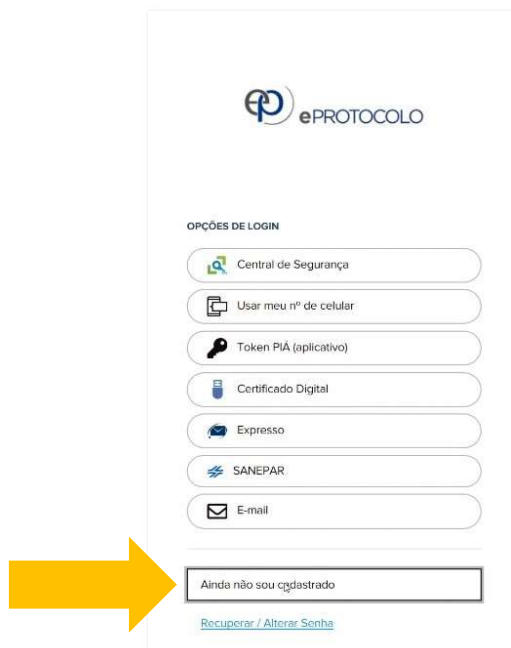 ep ePROTOCOLO
OPÇÕES DE LOGIN
Central de Segurança
Usar meu nº de celular
Token PIÁ (aplicativo)
Certificado Digital
Expresso
SANEPAR
E-mail
Ainda não sou cadastrado
Recuperar / Alterar Senha